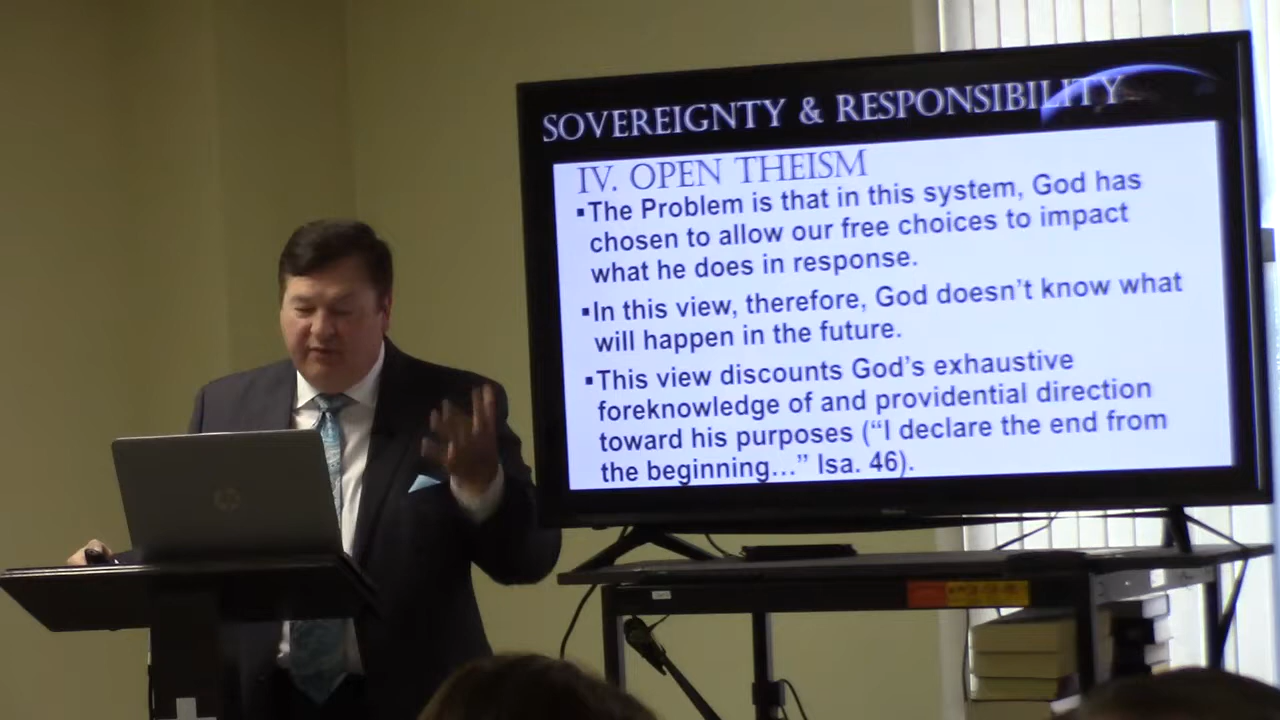 SOVEREIGNTY & RESPONSIBILITY
IV. OPEN THEISM
▪The Problem is that in this system, God has
chosen to allow our free choices to impact
what he does in response.
▪In this view, therefore, God doesn't know what
will happen in the future.
▪This view discounts God's exhaustive
foreknowledge of and providential direction
toward his purposes ("I declare the end from
the beginning..." Isa. 46).
hp